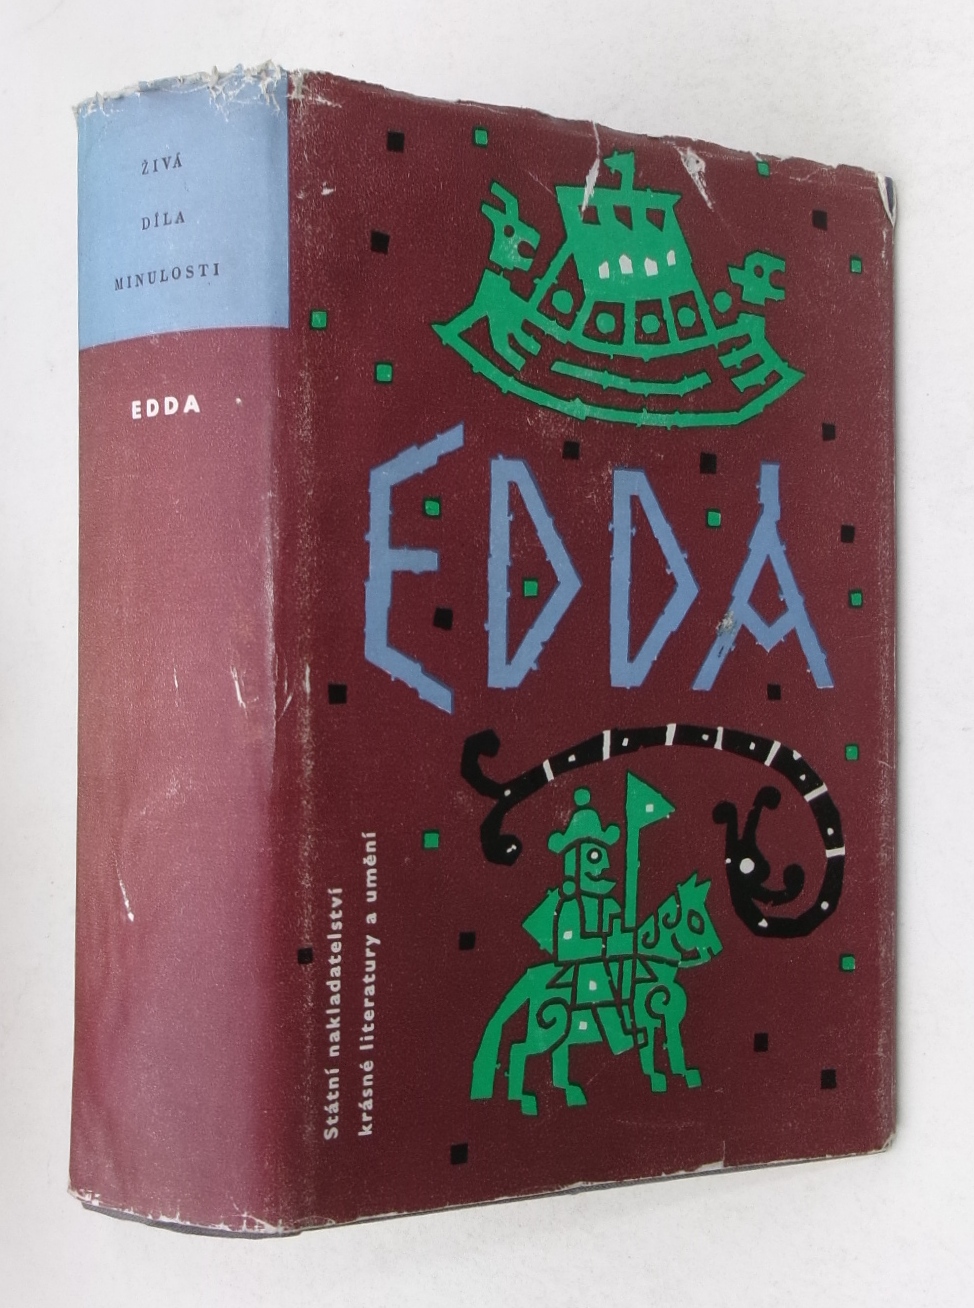 ŽIVÁ
DÍLA
MINULOSTI
EDDA
EDDA
Státní nakladatelství
krásné literatury a umění